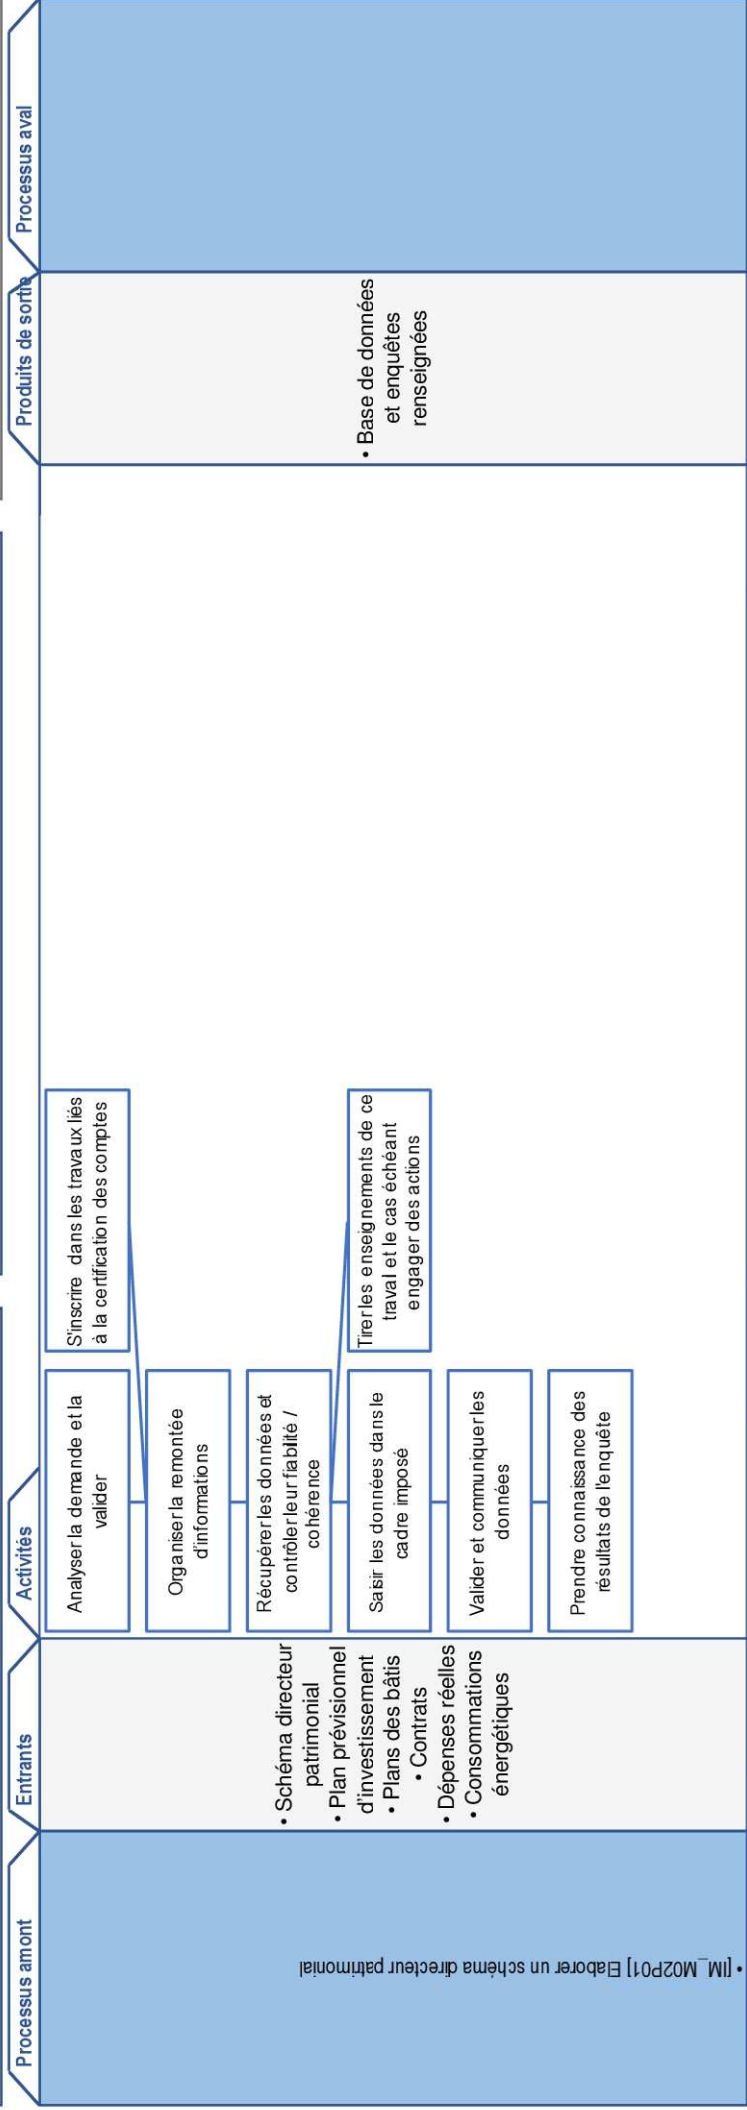 Processus amont
Entrants
Activités
Produits de sortie
Processus aval
• [IM_M02P01] Elaborer un schéma directeur patrimonial
• Schéma directeur
patrimonial
• Plan prévisionnel
d'investissement
• Plans des bâtis
• Contrats
• Dépenses réelles
• Consommations
énergétiques
Analyser la demande et la
valider
S'inscrire dans les travaux liés
à la certification des comptes
Organiser la remontée
d'informations
Récupérer les données et
contrôler leur fiabilité /
cohérence
Saisir les données dans le
cadre imposé
Tirer les enseignements de ce
traval et le cas échéant
engager des actions
Valider et communiquer les
données
Prendre connaissance des
résultats de l'enquête
• Base de données
et enquêtes
renseignées